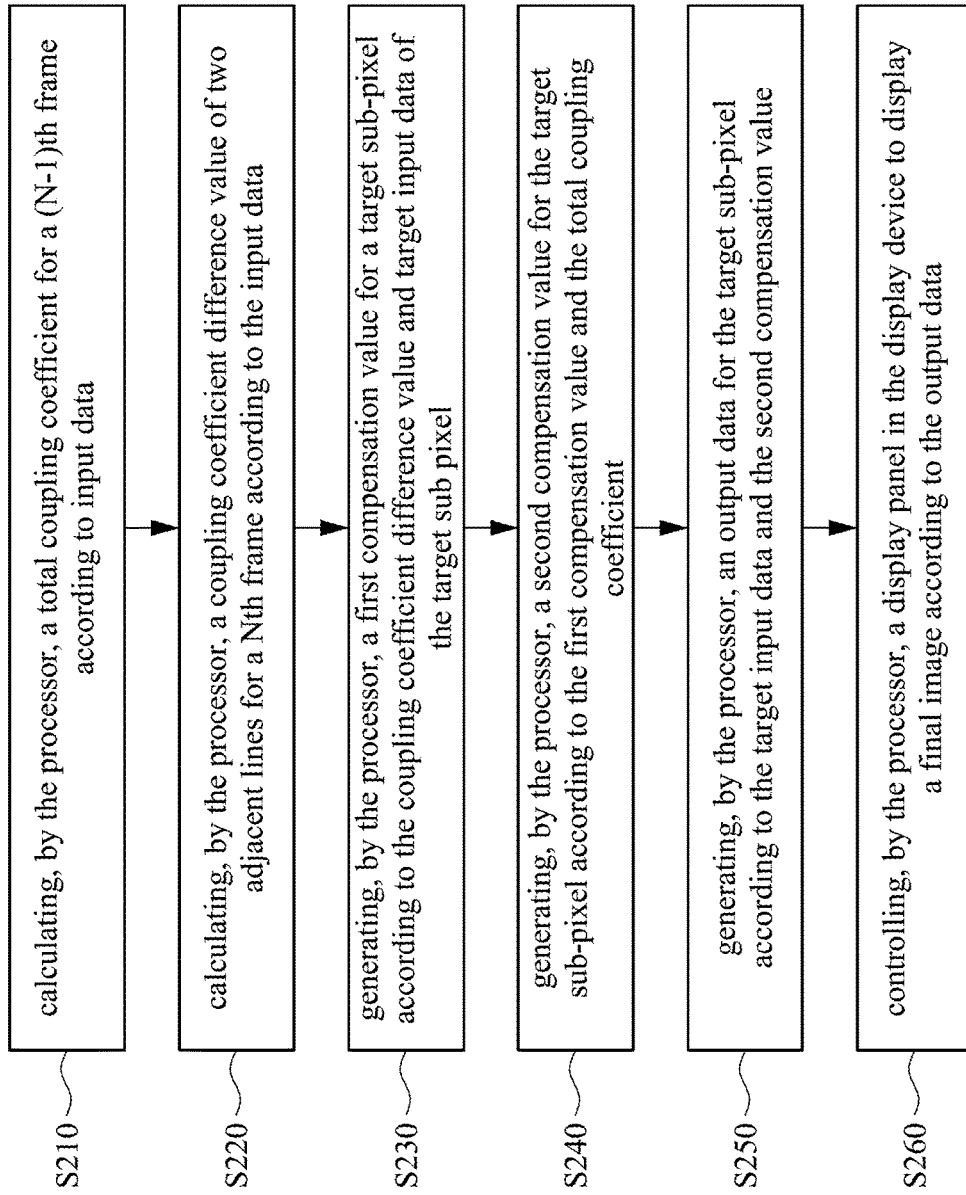 S210
calculating, by the processor, a total coupling coefficient for a (N-1)th frame
according to input data
S220
calculating, by the processor, a coupling coefficient difference value of two
adjacent lines for a Nth frame according to the input data
S230
generating, by the processor, a first compensation value for a target sub-pixel
according to the coupling coefficient difference value and target input data of
the target sub pixel
S240
generating, by the processor, a second compensation value for the target
sub-pixel according to the first compensation value and the total coupling
coefficient
S250
generating, by the processor, an output data for the target sub-pixel
according to the target input data and the second compensation value
S260
controlling, by the processor, a display panel in the display device to display
a final image according to the output data